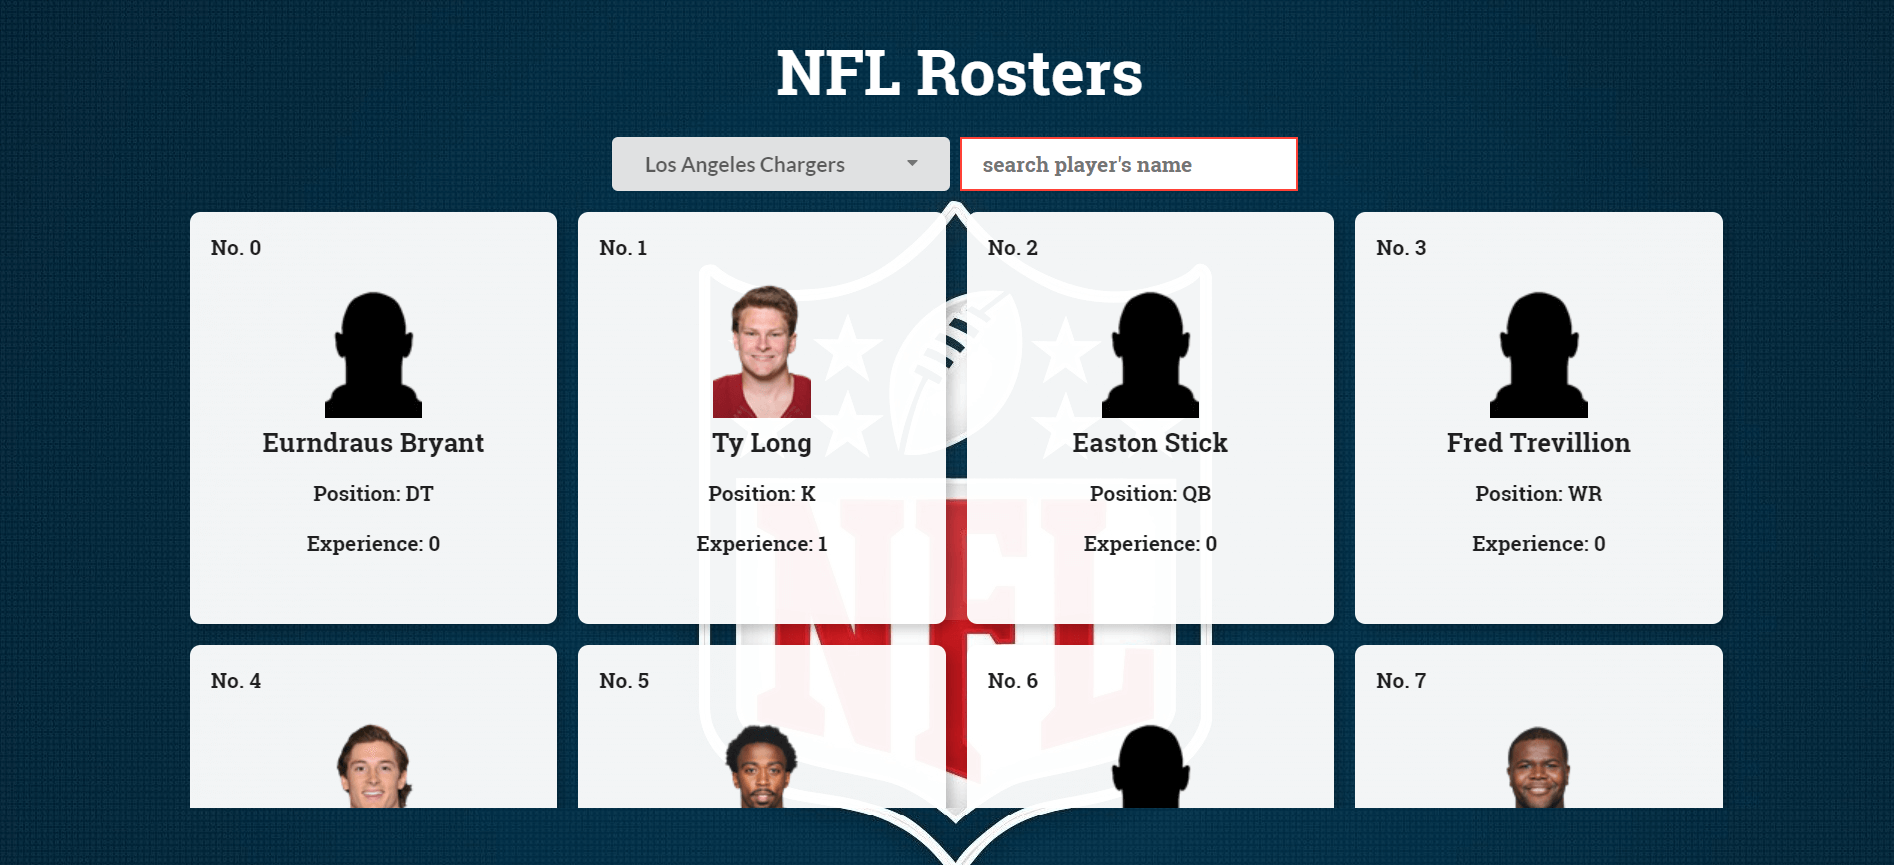 NFL Rosters
Los Angeles Chargers
search player's name
No. 0
Eurndraus Bryant
Position: DT
Experience: 0
No. 1
Ty Long
Position: K
Experience: 1
No. 2
Easton Stick
Position: QB
Experience: 0
No. 3
Fred Trevillion
Position: WR
Experience: 0
NFL
No. 4
No. 5
No. 6
No. 7